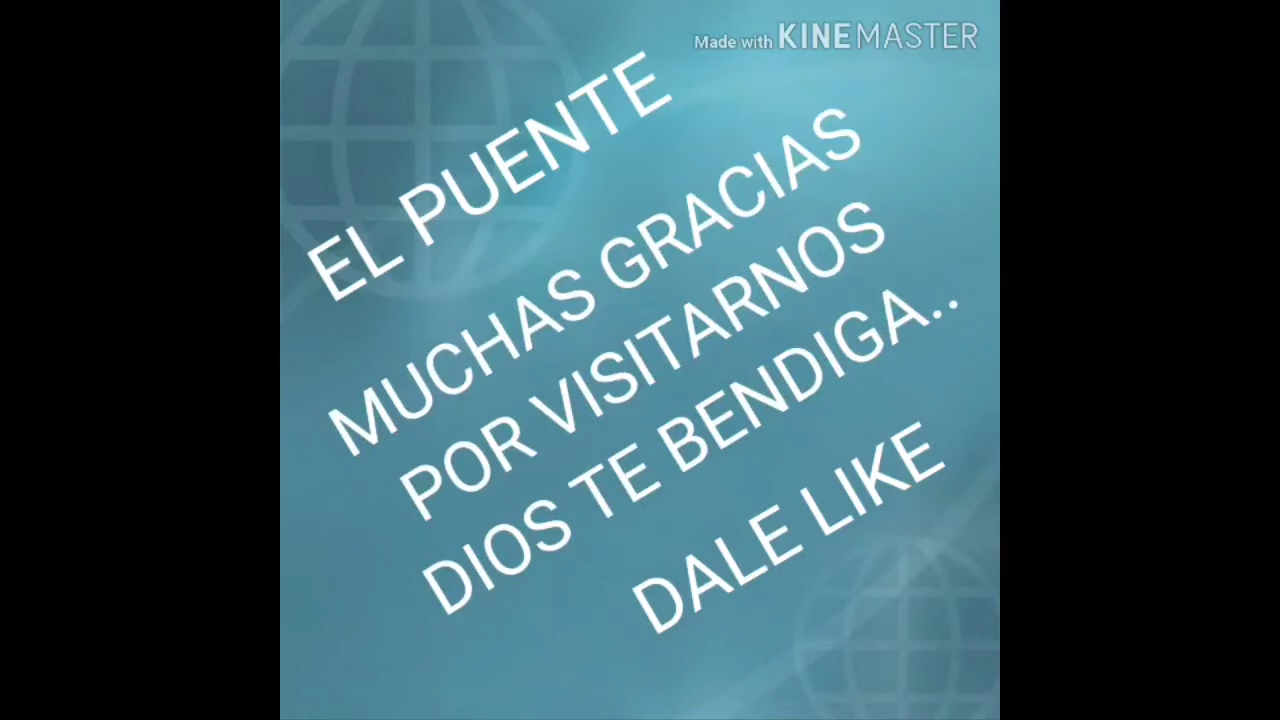 Made with KINEMASTER
EL PUENTE
MUCHAS GRACIAS
POR VISITARNOS
DIOS TE BENDIGA..
DALE LIKE